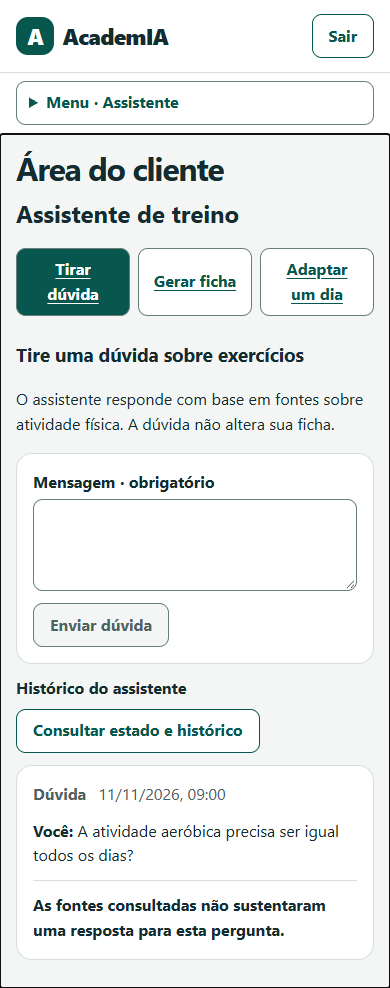 A AcademIA
Sair
▶ Menu · Assistente
Área do cliente
Assistente de treino
Tirar
dúvida
Gerar ficha
Adaptar
um dia
Tire uma dúvida sobre exercícios
O assistente responde com base em fontes sobre
atividade física. A dúvida não altera sua ficha.
Mensagem · obrigatório
Enviar dúvida
Histórico do assistente
Consultar estado e histórico
Dúvida 11/11/2026, 09:00
Você: A atividade aeróbica precisa ser igual
todos os dias?
As fontes consultadas não sustentaram
uma resposta para esta pergunta.